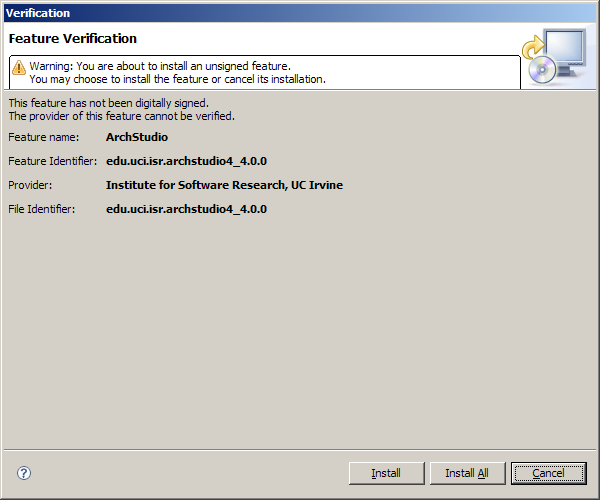 Verification
Feature Verification
Warning: You are about to install an unsigned feature.
You may choose to install the feature or cancel its installation.
This feature has not been digitally signed.
The provider of this feature cannot be verified.
Feature name: ArchStudio
Feature Identifier: edu.uci.isr.archstudio4_4.0.0
Provider: Institute for Software Research, UC Irvine
File Identifier: edu.uci.isr.archstudio4_4.0.0
? Install Install All Cancel